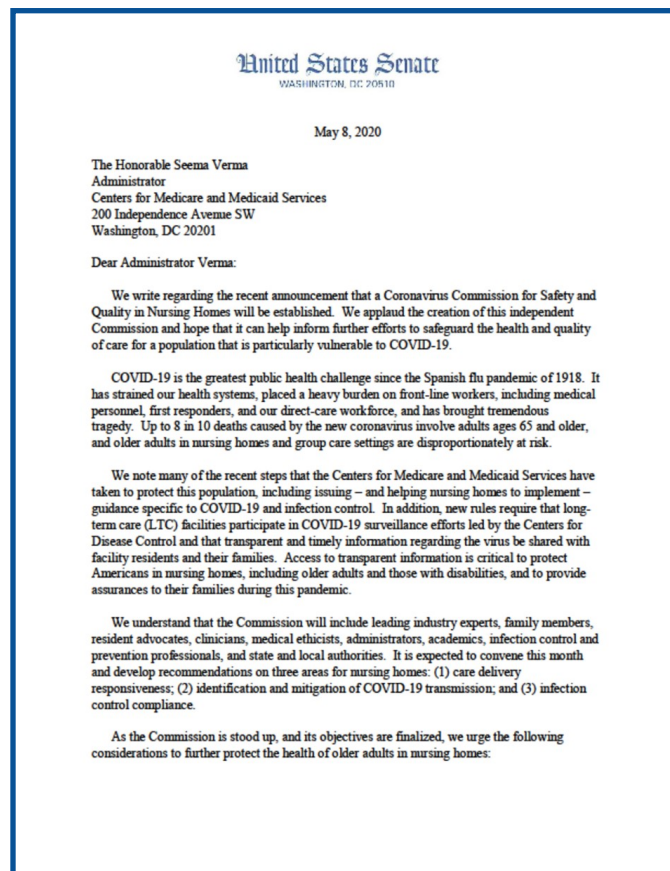 United States Senate
WASHINGTON, DC 20510
May 8, 2020
The Honorable Seema Verma
Administrator
Centers for Medicare and Medicaid Services
200 Independence Avenue SW
Washington, DC 20201
Dear Administrator Verma:
We write regarding the recent announcement that a Coronavirus Commission for Safety and
Quality in Nursing Homes will be established. We applaud the creation of this independent
Commission and hope that it can help inform further efforts to safeguard the health and quality
of care for a population that is particularly vulnerable to COVID-19.
COVID-19 is the greatest public health challenge since the Spanish flu pandemic of 1918. It
has strained our health systems, placed a heavy burden on front-line workers, including medical
personnel, first responders, and our direct-care workforce, and has brought tremendous
tragedy. Up to 8 in 10 deaths caused by the new coronavirus involve adults ages 65 and older,
and older adults in nursing homes and group care settings are disproportionately at risk.
We note many of the recent steps that the Centers for Medicare and Medicaid Services have
taken to protect this population, including issuing – and helping nursing homes to implement –
guidance specific to COVID-19 and infection control. In addition, new rules require that long-
term care (LTC) facilities participate in COVID-19 surveillance efforts led by the Centers for
Disease Control and that transparent and timely information regarding the virus be shared with
facility residents and their families. Access to transparent information is critical to protect
Americans in nursing homes, including older adults and those with disabilities, and to provide
assurances to their families during this pandemic.
We understand that the Commission will include leading industry experts, family members,
resident advocates, clinicians, medical ethicists, administrators, academics, infection control and
prevention professionals, and state and local authorities. It is expected to convene this month
and develop recommendations on three areas for nursing homes: (1) care delivery
responsiveness; (2) identification and mitigation of COVID-19 transmission; and (3) infection
control compliance.
As the Commission is stood up, and its objectives are finalized, we urge the following
considerations to further protect the health of older adults in nursing homes: